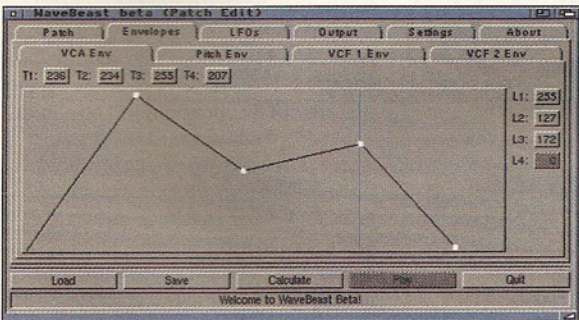 WaveBeast beta (Patch Edit)
Patch Envelopes LFOs Output Settings About
VCA Env Pitch Env VCF 1 Env VCF 2 Env
T1: 236 T2: 234 T3: 255 T4: 207
L1: 255
L2: 127
L3: 172
L4: 0
Load Save Calculate Play Quit
Welcome to WaveBeast Beta!